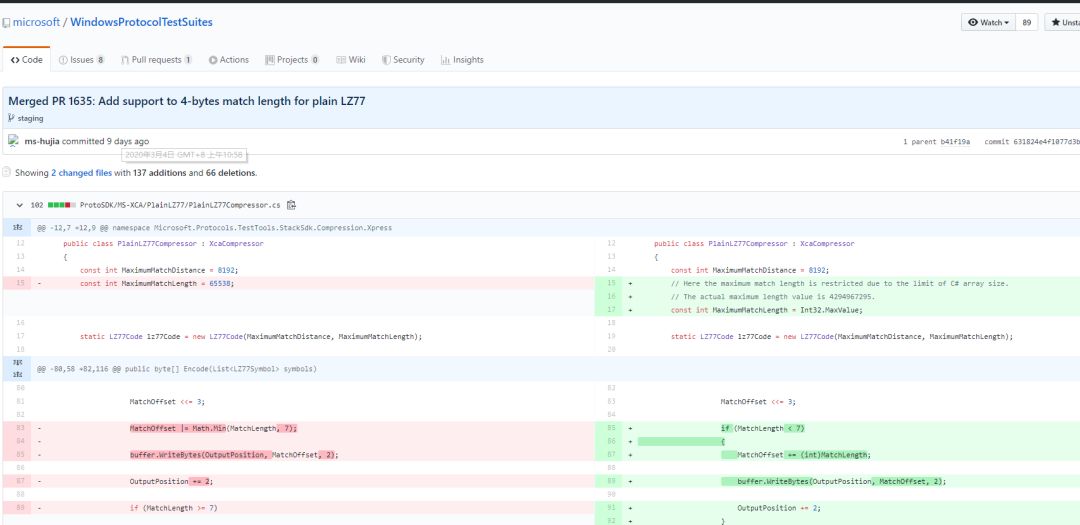 microsoft / WindowsProtocolTestSuites
Watch 89 Unsta
Code Issues 8 Pull requests 1 Actions Projects 0 Wiki Security Insights
Merged PR 1635: Add support to 4-bytes match length for plain LZ77
staging
ms-hujia committed 9 days ago
1 parent b41f19a commit 631824e4f1077d3b
2020年3月4日 GMT+8 上午10:58
Showing 2 changed files with 137 additions and 66 deletions.
102 ProtoSDK/MS-XCA/PlainLZ77/PlainLZ77Compressor.cs
@@ -12,7 +12,9 @@ namespace Microsoft.Protocols.TestTools.StackSdk.Compression.Xpress
12 public class PlainLZ77Compressor : XcaCompressor 12 public class PlainLZ77Compressor : XcaCompressor
13 { 13 {
14 const int MaximumMatchDistance = 8192; 14 const int MaximumMatchDistance = 8192;
15 - const int MaximumMatchLength = 65538; 15 + // Here the maximum match length is restricted due to the limit of C# array size.
16 + // The actual maximum length value is 4294967295.
17 + const int MaximumMatchLength = Int32.MaxValue;
16 18
17 static LZ77Code lz77Code = new LZ77Code(MaximumMatchDistance, MaximumMatchLength); 19 static LZ77Code lz77Code = new LZ77Code(MaximumMatchDistance, MaximumMatchLength);
18 20
@@ -80,58 +82,116 @@ public byte[] Encode(List<LZ77Symbol> symbols)
80 82
81 MatchOffset <<= 3; 83 MatchOffset <<= 3;
82 84
83 - MatchOffset |= Math.Min(MatchLength, 7); 85 + if (MatchLength < 7)
84 - 86 + {
85 - buffer.WriteBytes(OutputPosition, MatchOffset, 2); 87 + MatchOffset += (int)MatchLength;
86 88
87 - OutputPosition += 2; 89 + buffer.WriteBytes(OutputPosition, MatchOffset, 2);
88 90
89 - if (MatchLength >= 7) 91 + OutputPosition += 2;
92 + }